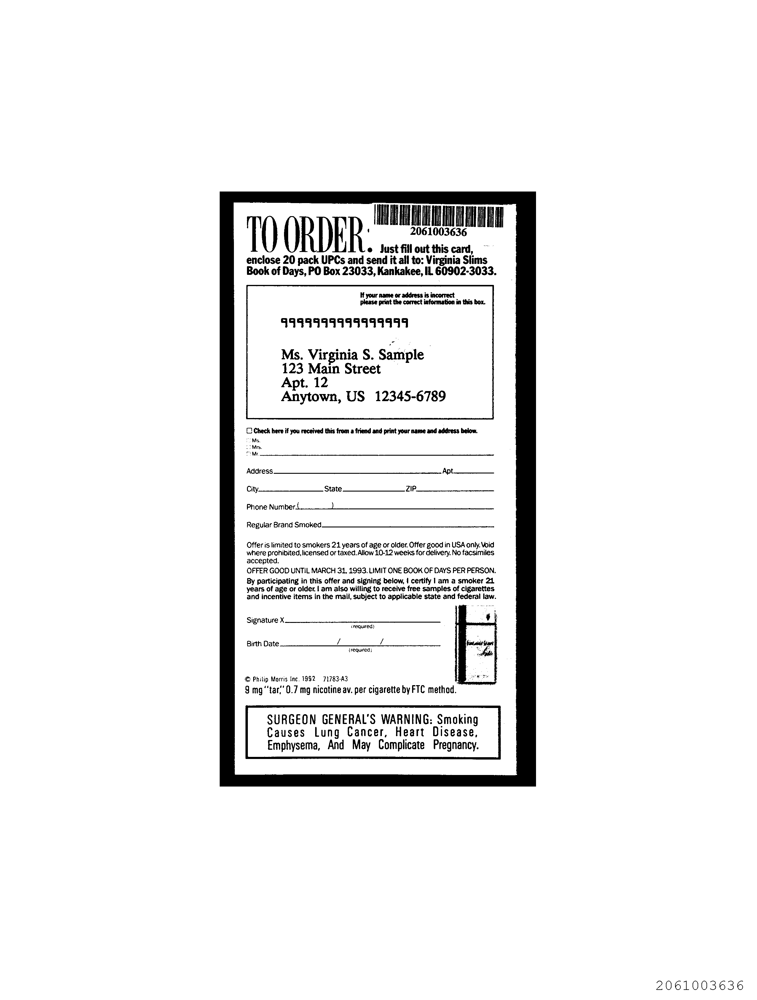 TO ORDER:
2061003636
Just fill out this card,
enclose 20 pack UPCs and send it all to: Virginia Slims
Book of Days, PO Box 23033, Kankakee, IL 60902-3033.
If your name or address is incorrect
please print the correct information in this box.
9999999999999999
Ms. Virginia S. Sample
123 Main Street
Apt. 12
Anytown, US 12345-6789
Check here if you received this from a friend and print your name and address below.
Ms.
Mrs.
Mr.
Address Apt.
City State ZIP
Phone Number ( )
Regular Brand Smoked
Offer is limited to smokers 21 years of age or older. Offer good in USA only. Void
where prohibited, licensed or taxed. Allow 10-12 weeks for delivery. No facsimiles
accepted.
OFFER GOOD UNTIL MARCH 31, 1993. LIMIT ONE BOOK OF DAYS PER PERSON.
By participating in this offer and signing below, I certify I am a smoker 21
years of age or older. I am also willing to receive free samples of cigarettes
and incentive items in the mail, subject to applicable state and federal law.
Signature X
(required)
Birth Date / /
(required)
© Philip Morris Inc. 1992 71783-A3
9 mg "tar," 0.7 mg nicotine av. per cigarette by FTC method.
SURGEON GENERAL'S WARNING: Smoking
Causes Lung Cancer, Heart Disease,
Emphysema, And May Complicate Pregnancy.
2061003636